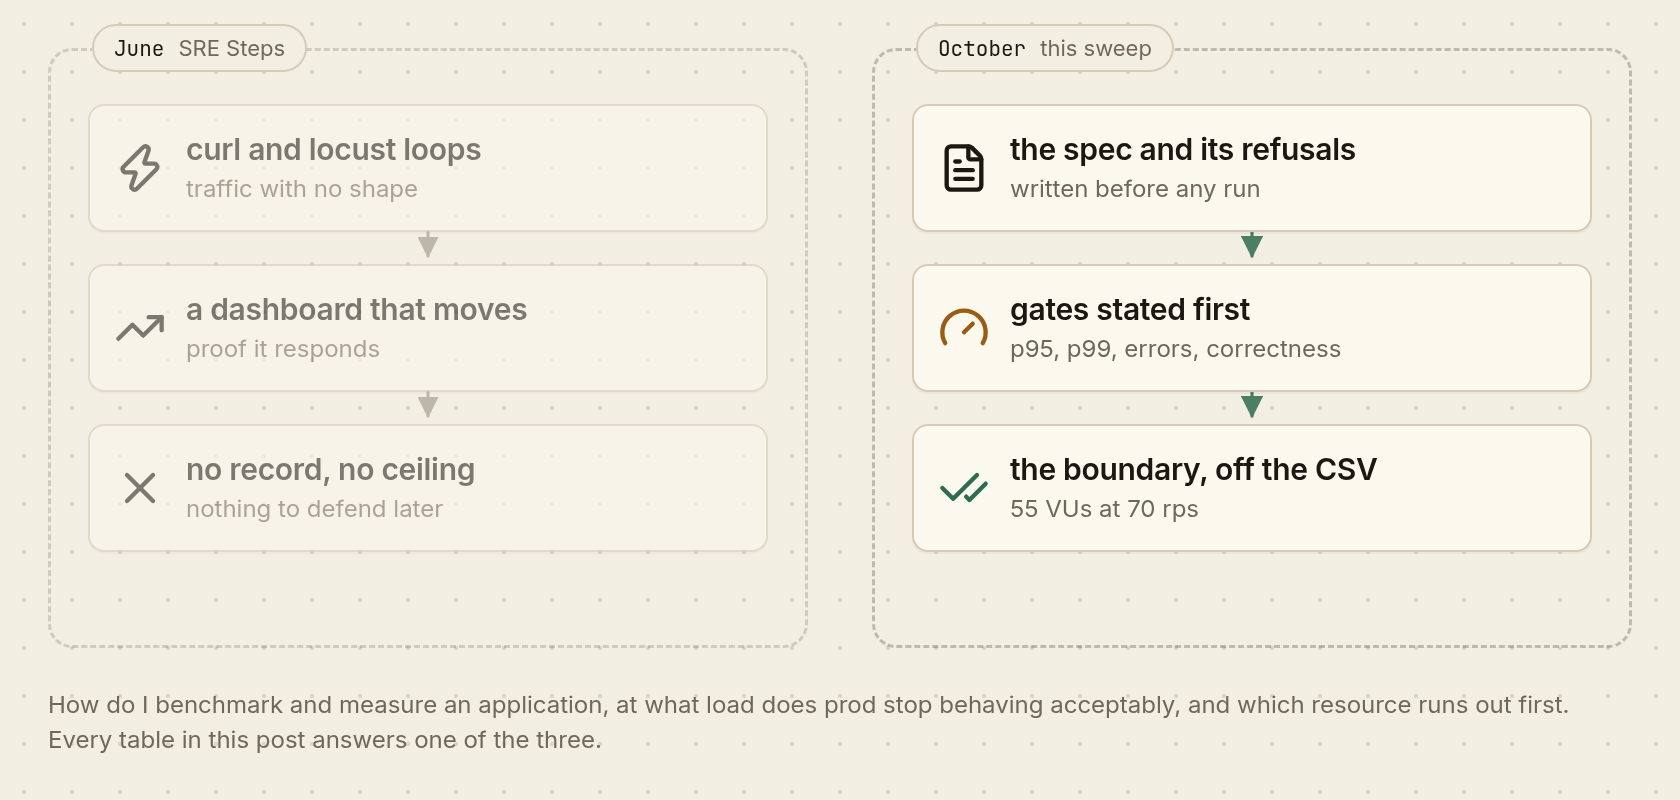 June SRE Steps
curl and locust loops
traffic with no shape
a dashboard that moves
proof it responds
no record, no ceiling
nothing to defend later
October this sweep
the spec and its refusals
written before any run
gates stated first
p95, p99, errors, correctness
the boundary, off the CSV
55 VUs at 70 rps
How do I benchmark and measure an application, at what load does prod stop behaving acceptably, and which resource runs out first.
Every table in this post answers one of the three.